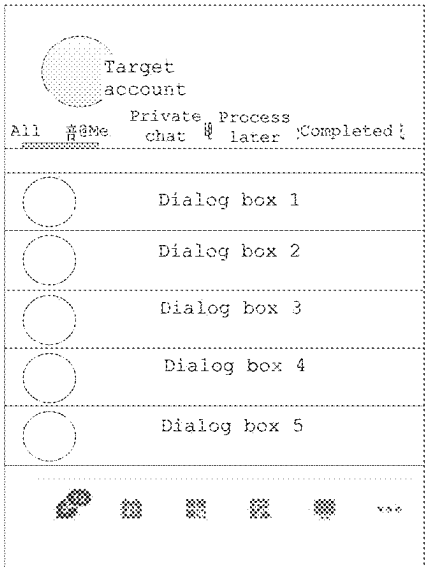 Target
account
All 音@Me Private chat Process later Completed
Dialog box 1
Dialog box 2
Dialog box 3
Dialog box 4
Dialog box 5